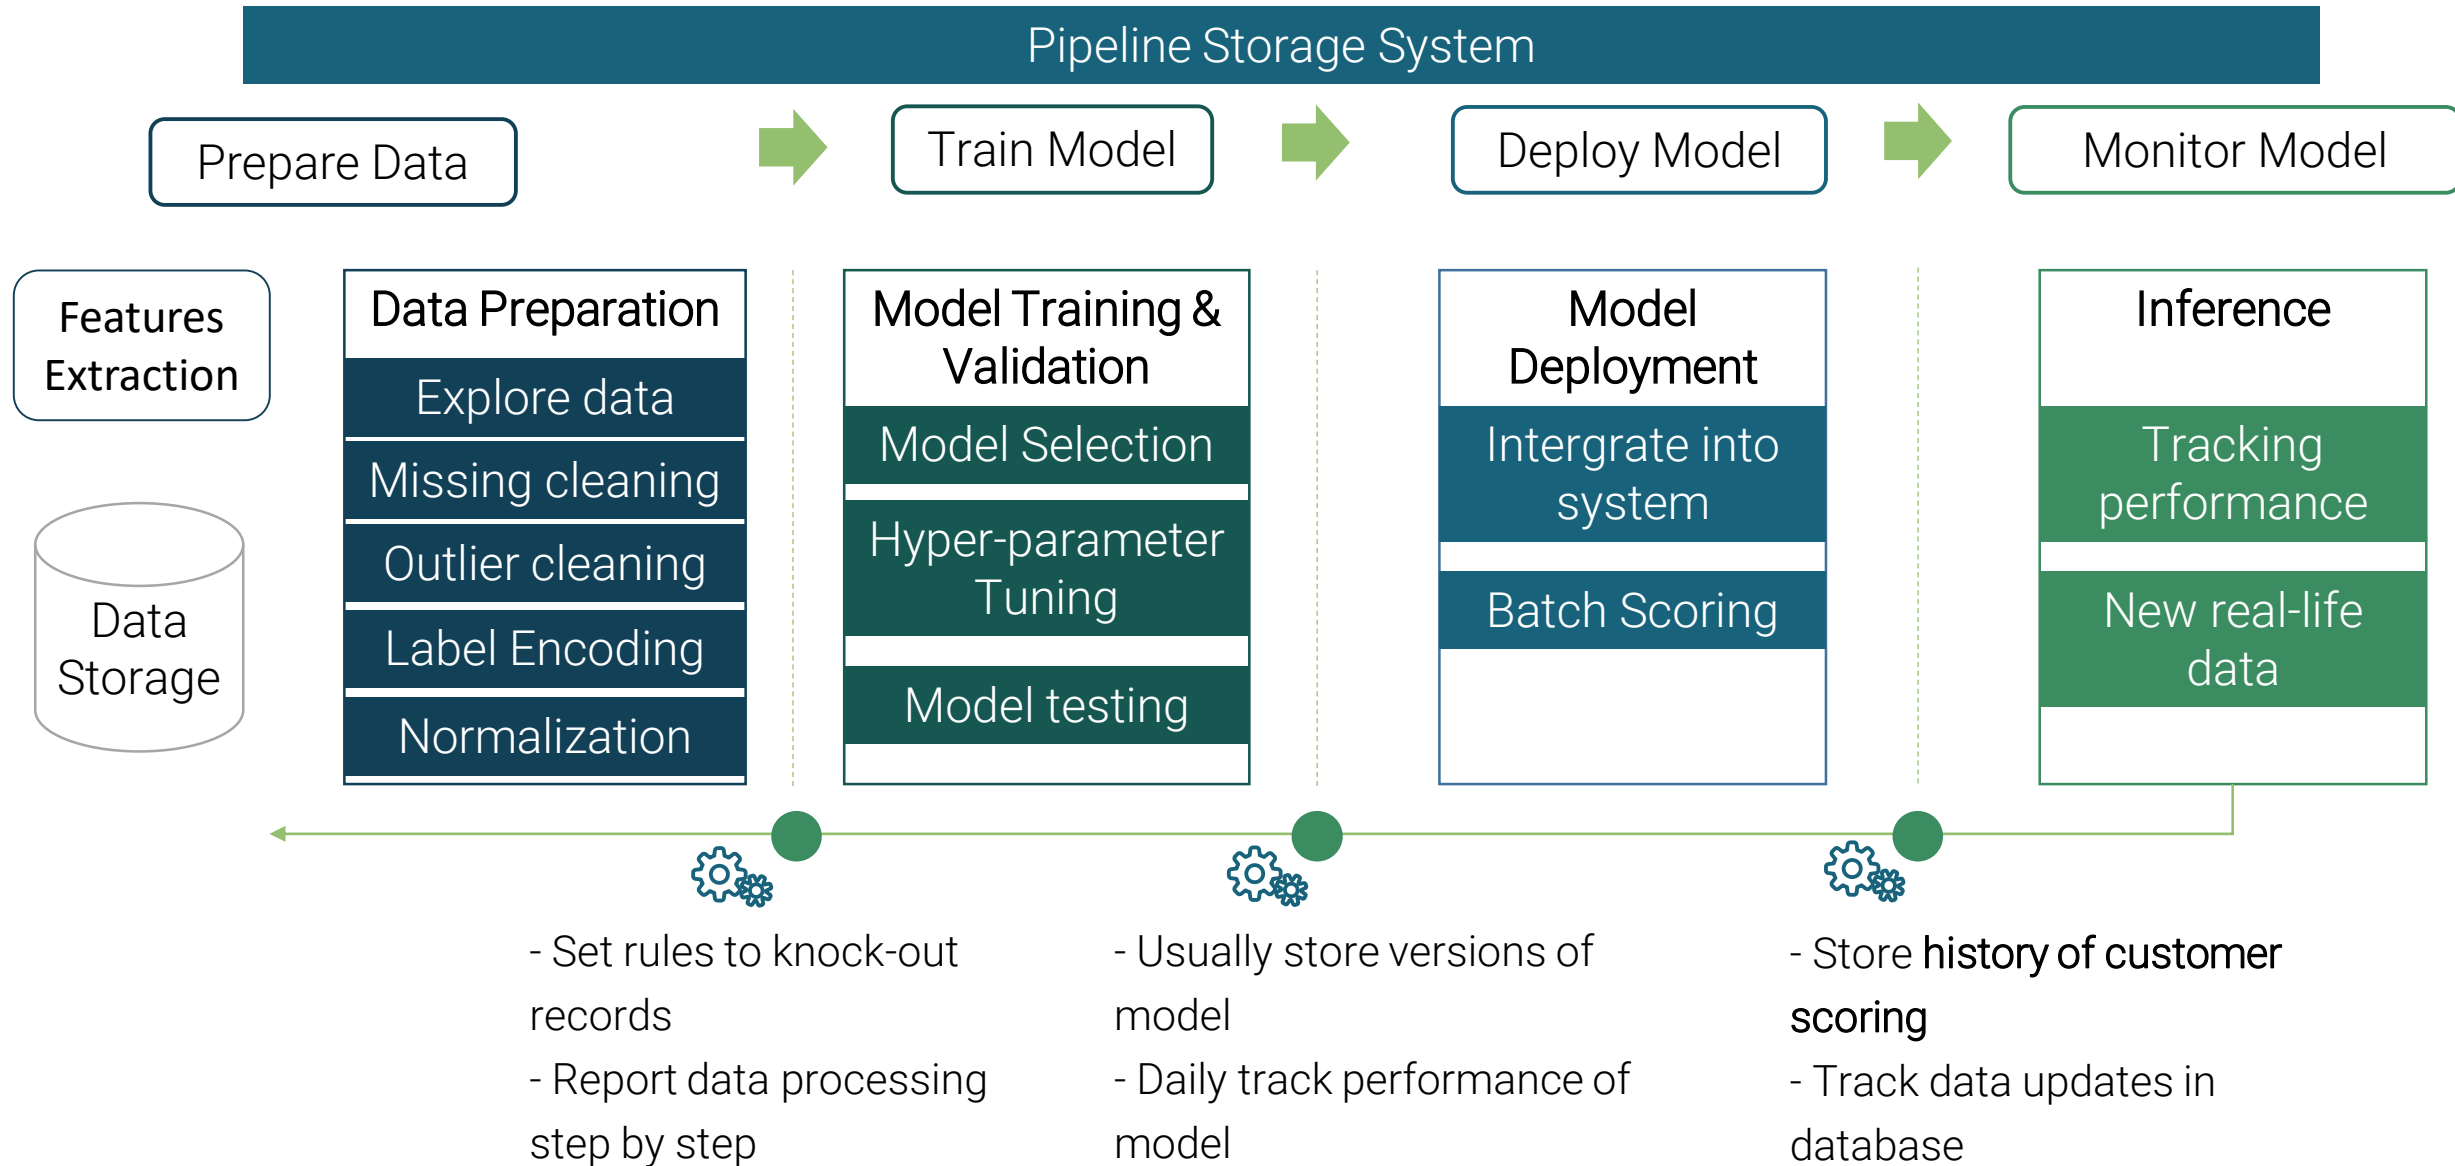 Pipeline Storage System
Prepare Data
Train Model
Deploy Model
Monitor Model
Features
Extraction
Data
Storage
Data Preparation
Explore data
Missing cleaning
Outlier cleaning
Label Encoding
Normalization
Model Training &
Validation
Model Selection
Hyper-parameter
Tuning
Model testing
Model
Deployment
Intergrate into
system
Batch Scoring
Inference
Tracking
performance
New real-life
data
- Set rules to knock-out
records
- Report data processing
step by step
- Usually store versions of
model
- Daily track performance of
model
- Store history of customer
scoring
- Track data updates in
database